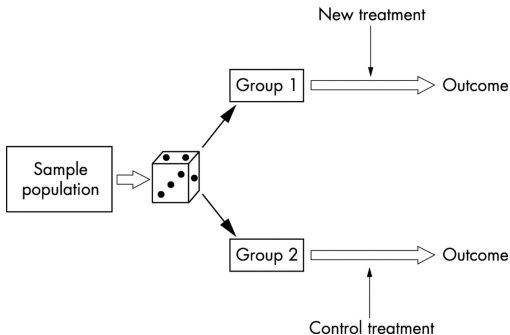 New treatment
Group 1
Outcome
Sample
population
Group 2
Outcome
Control treatment